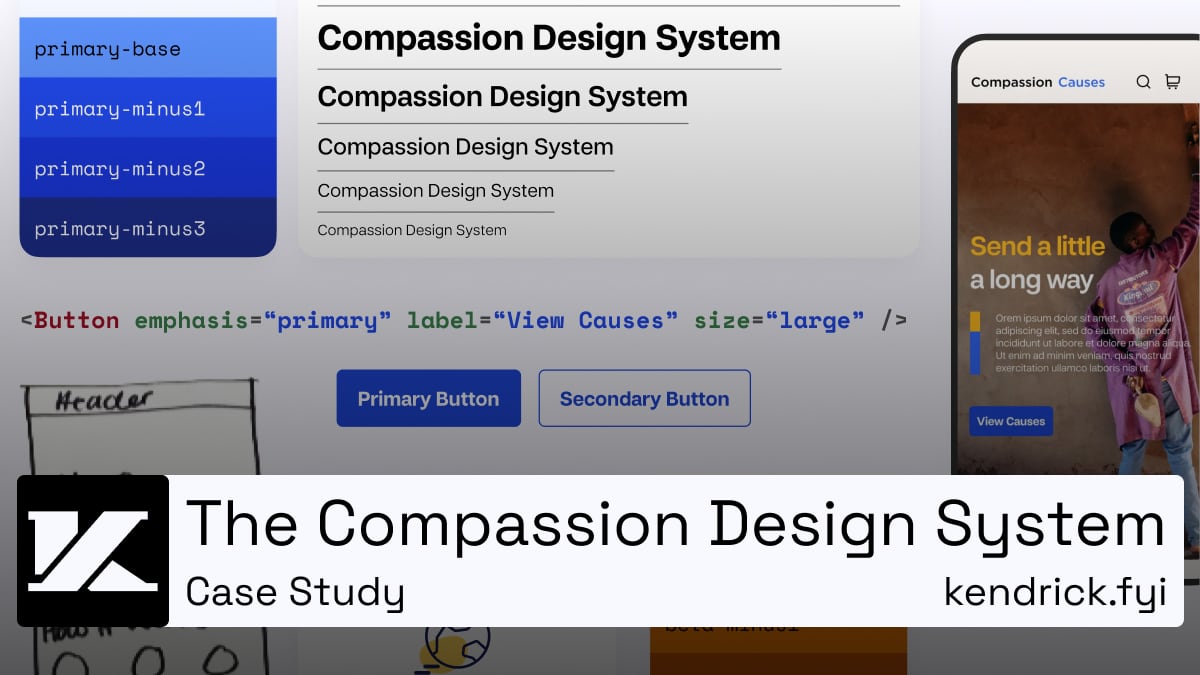 primary-base
primary-minus1
primary-minus2
primary-minus3
Compassion Design System
Compassion Design System
Compassion Design System
Compassion Design System
Compassion Design System
<Button emphasis=“primary” label=“View Causes” size=“large” />
Primary Button
Secondary Button
Header
Compassion Causes
Send a little
a long way
Orem ipsum dolor sit amet, consectetur
adipiscing elit, sed do eiusmod tempor
incididunt ut labore et dolore magna aliqua.
Ut enim ad minim veniam, quis nostrud
exercitation ullamco laboris nisi ut.
View Causes
The Compassion Design System
Case Study
kendrick.fyi